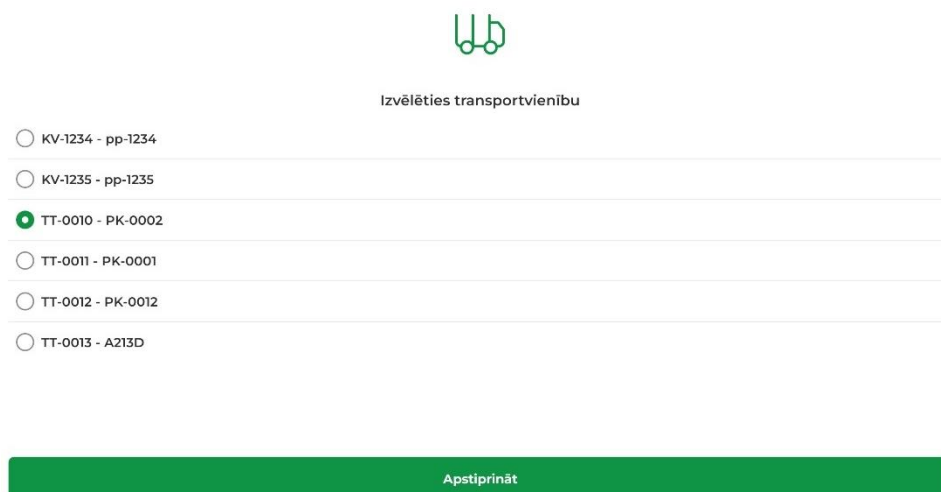 Izvēlēties transportvienību
KV-1234 - pp-1234
KV-1235 - pp-1235
TT-0010 - PK-0002
TT-0011 - PK-0001
TT-0012 - PK-0012
TT-0013 - A213D
Apstiprināt